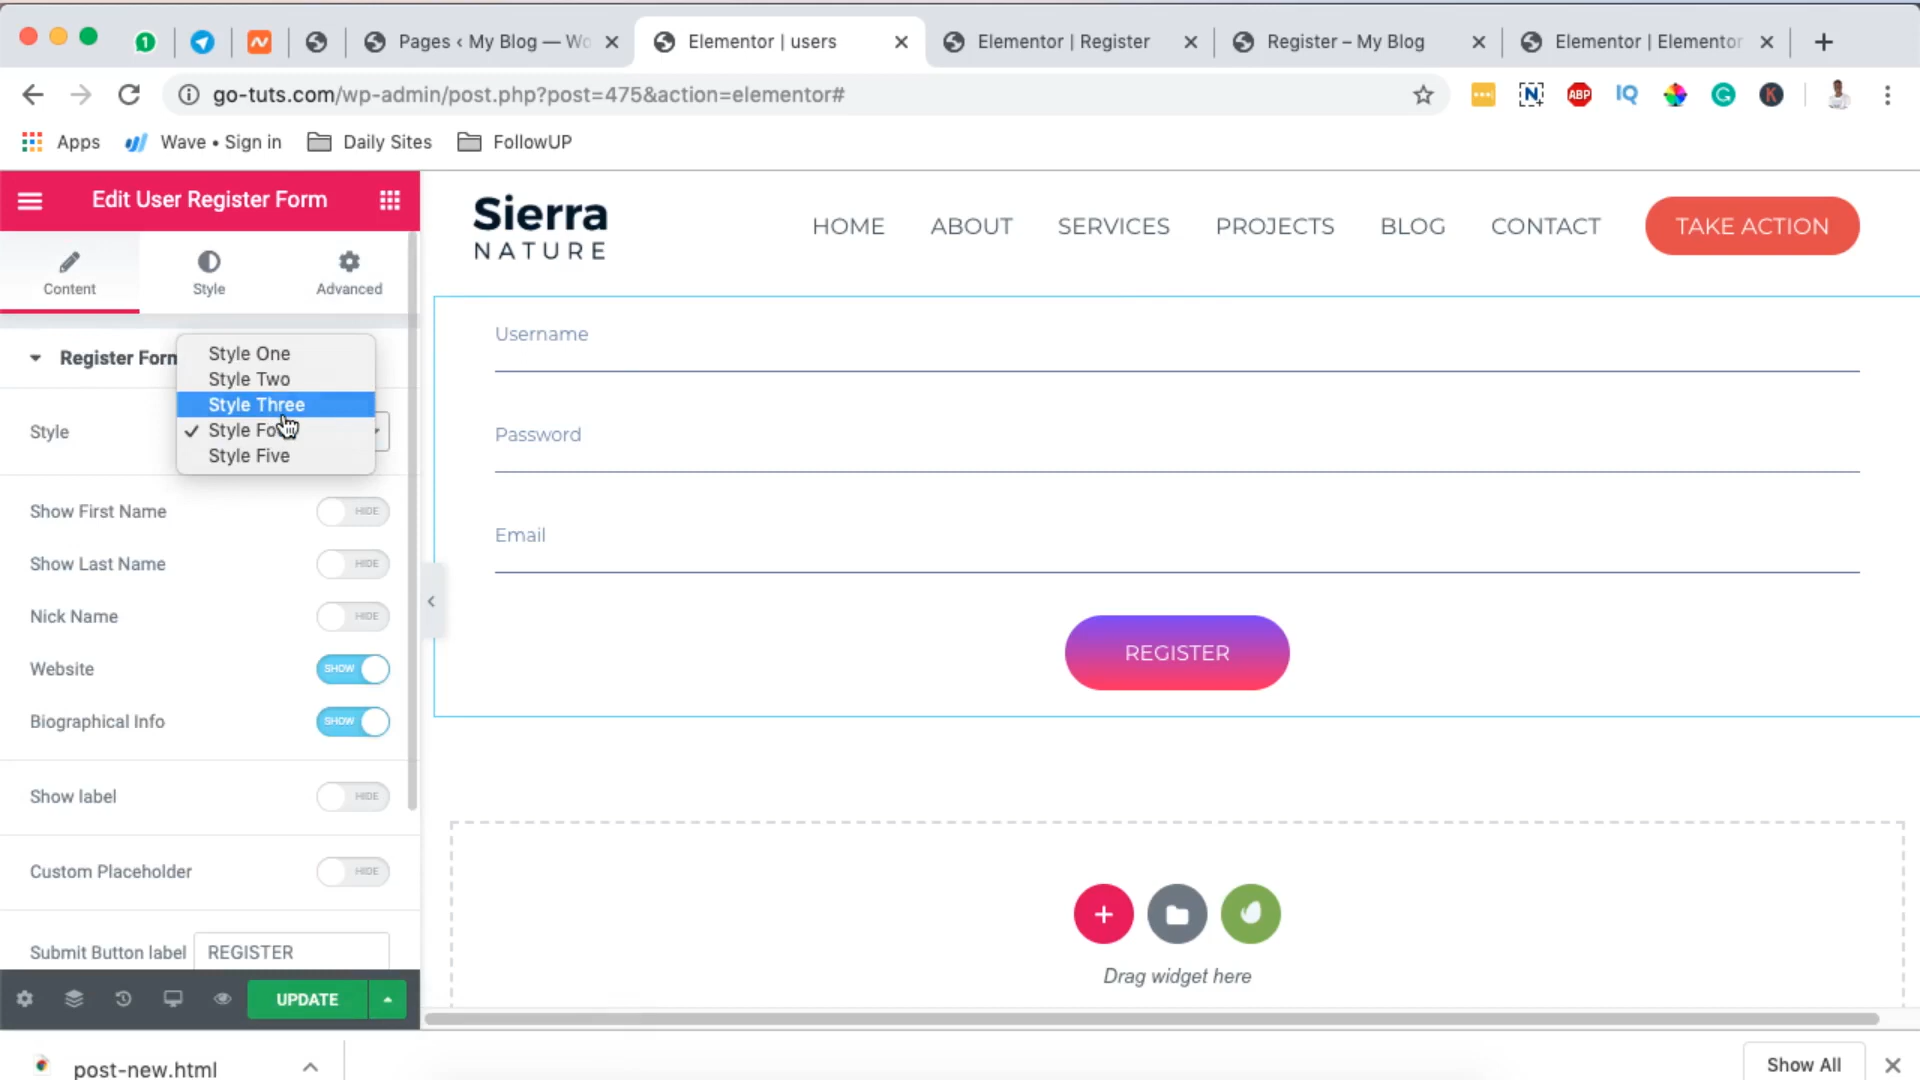 1
Pages ‹ My Blog — Wo
Elementor | users
Elementor | Register
Register – My Blog
Elementor | Elementor
go-tuts.com/wp-admin/post.php?post=475&action=elementor#
ABP
IQ
G
K
Apps
Wave • Sign in
Daily Sites
FollowUP
Edit User Register Form
Content
Style
Advanced
Register Form
Style One
Style Two
Style Three
Style Fo
Style Five
Style
Show First Name
HIDE
Show Last Name
HIDE
Nick Name
HIDE
Website
SHOW
Biographical Info
SHOW
Show label
HIDE
Custom Placeholder
HIDE
Submit Button label
REGISTER
UPDATE
Sierra
NATURE
HOME
ABOUT
SERVICES
PROJECTS
BLOG
CONTACT
TAKE ACTION
Username
Password
Email
REGISTER
Drag widget here
post-new.html
Show All